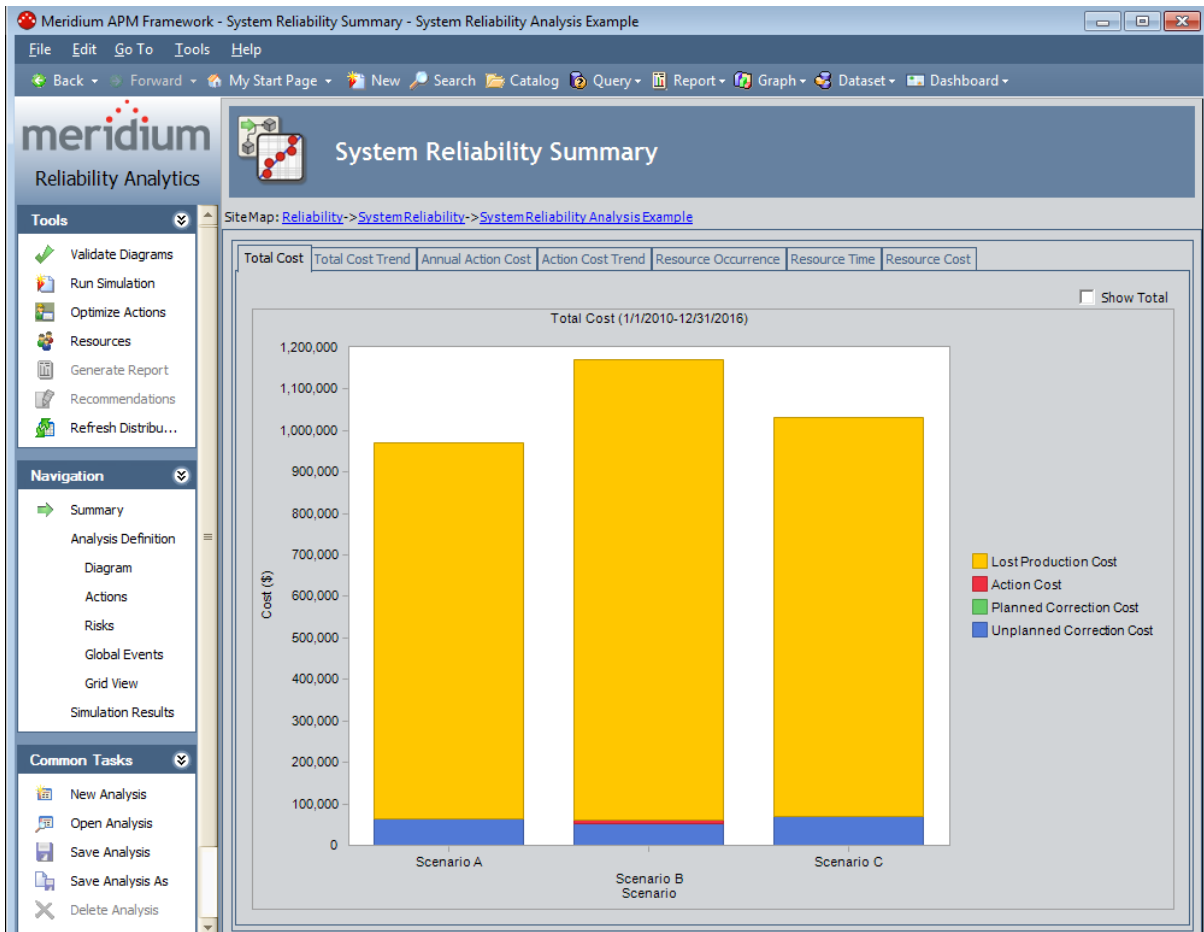 Meridium APM Framework - System Reliability Summary - System Reliability Analysis Example
File Edit Go To Tools Help
Back Forward My Start Page New Search Catalog Query Report Graph Dataset Dashboard
meridium
Reliability Analytics
System Reliability Summary
SiteMap: Reliability->SystemReliability->SystemReliability Analysis Example
Tools
Validate Diagrams
Run Simulation
Optimize Actions
Resources
Generate Report
Recommendations
Refresh Distribu...
Navigation
Summary
Analysis Definition
Diagram
Actions
Risks
Global Events
Grid View
Simulation Results
Common Tasks
New Analysis
Open Analysis
Save Analysis
Save Analysis As
Delete Analysis
Total Cost Total Cost Trend Annual Action Cost Action Cost Trend Resource Occurrence Resource Time Resource Cost
Show Total
Total Cost (1/1/2010-12/31/2016)
1,200,000
1,100,000
1,000,000
900,000
800,000
700,000
600,000
500,000
400,000
300,000
200,000
100,000
0
Cost ($)
Scenario A
Scenario B
Scenario C
Scenario
Lost Production Cost
Action Cost
Planned Correction Cost
Unplanned Correction Cost